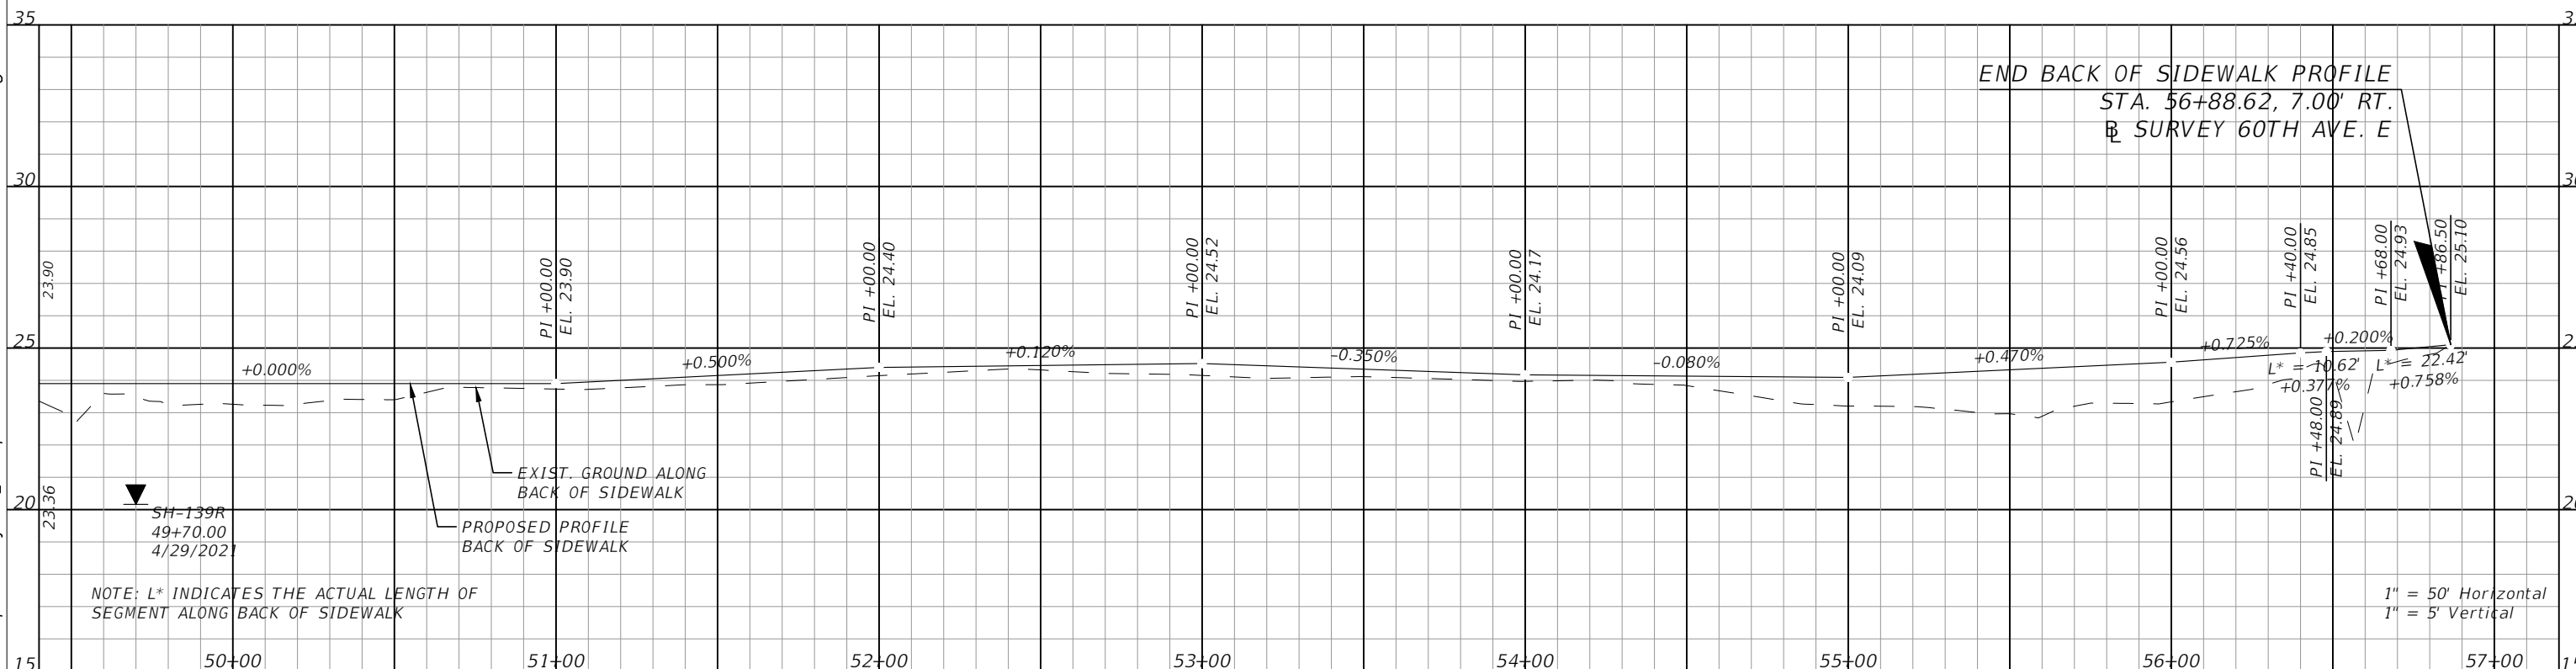 35
END BACK OF SIDEWALK PROFILE
STA. 56+88.62, 7.00' RT.
℄ SURVEY 60TH AVE. E
30
23.90
PI +00.00
EL. 23.90
PI +00.00
EL. 24.40
PI +00.00
EL. 24.52
PI +00.00
EL. 24.17
PI +00.00
EL. 24.09
PI +00.00
EL. 24.56
PI +40.00
EL. 24.85
PI +68.00
EL. 24.93
+86.50
EL. 25.10
25
+0.000%
+0.500%
+0.120%
-0.350%
-0.080%
+0.470%
+0.725%
+0.200%
L* = 10.62'
+0.377%
L* = 22.42'
+0.758%
PI +48.00
EL. 24.89
EXIST. GROUND ALONG
BACK OF SIDEWALK
PROPOSED PROFILE
BACK OF SIDEWALK
20
23.36
SH-139R
49+70.00
4/29/2021
NOTE: L* INDICATES THE ACTUAL LENGTH OF
SEGMENT ALONG BACK OF SIDEWALK
1" = 50' Horizontal
1" = 5' Vertical
15
50+00
51+00
52+00
53+00
54+00
55+00
56+00
57+00